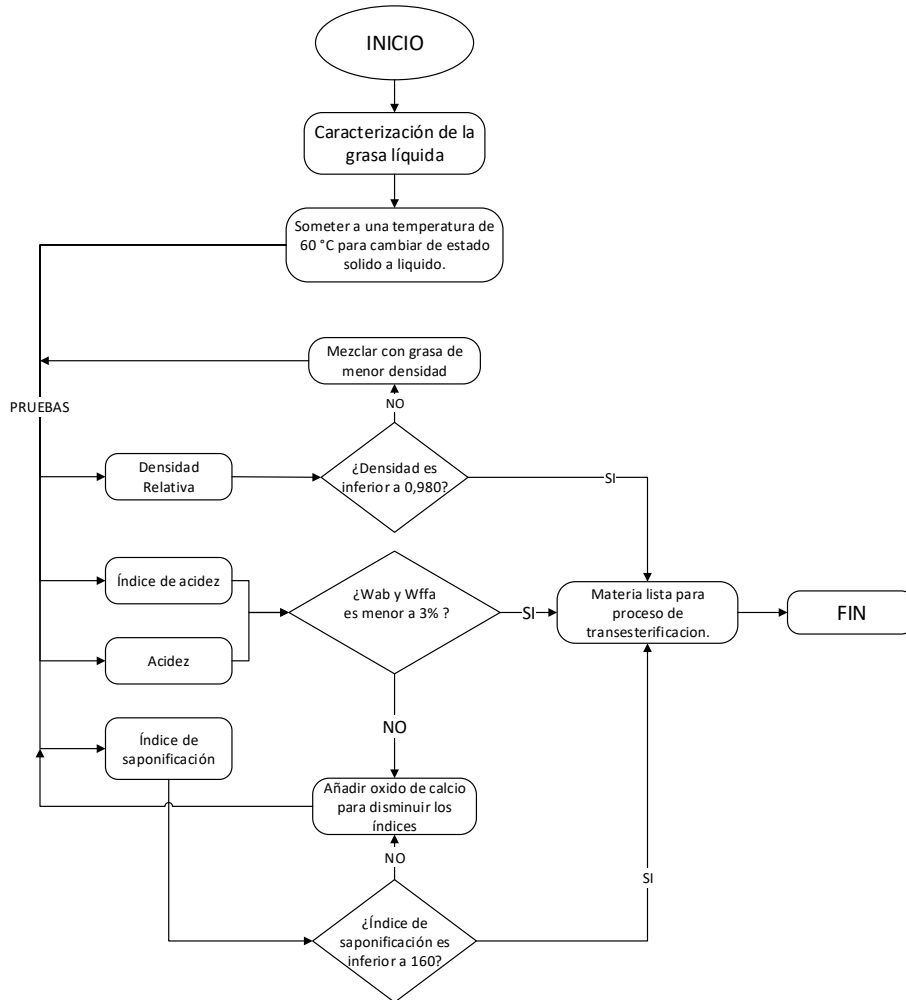 INICIO
Caracterización de la
grasa líquida
Someter a una temperatura de
60 °C para cambiar de estado
solido a liquido.
Mezclar con grasa de
menor densidad
NO
PRUEBAS
Densidad
Relativa
¿Densidad es
inferior a 0,980?
SI
Índice de acidez
¿Wab y Wffa
es menor a 3% ?
SI
Materia lista para
proceso de
transesterificacion.
FIN
Acidez
NO
Índice de
saponificación
Añadir oxido de calcio
para disminuir los
índices
NO
SI
¿Índice de
saponificación es
inferior a 160?